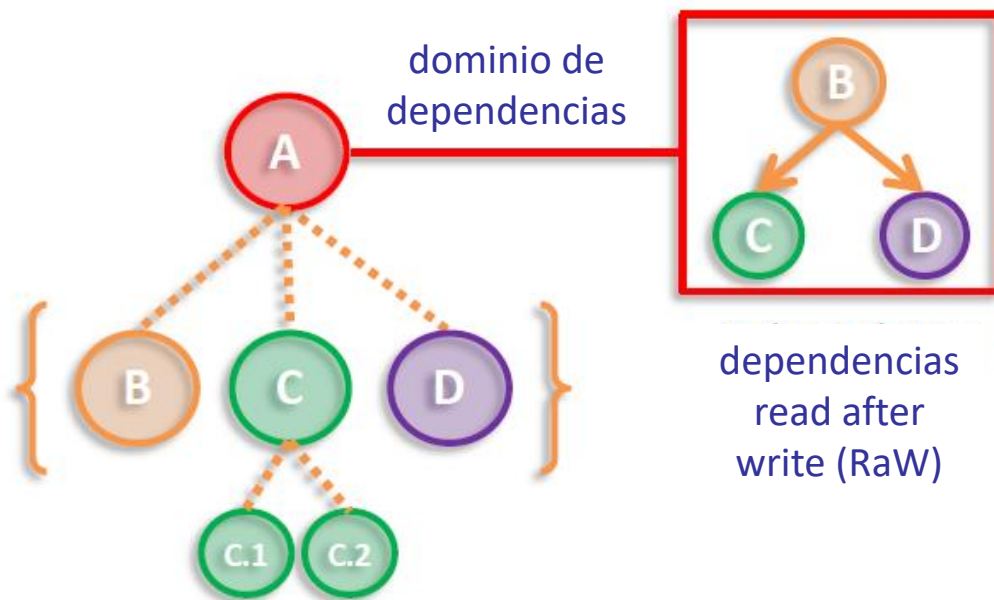 dominio de
dependencias
B
A
C
D
B
C
D
dependencias
read after
write (RaW)
C.1
C.2